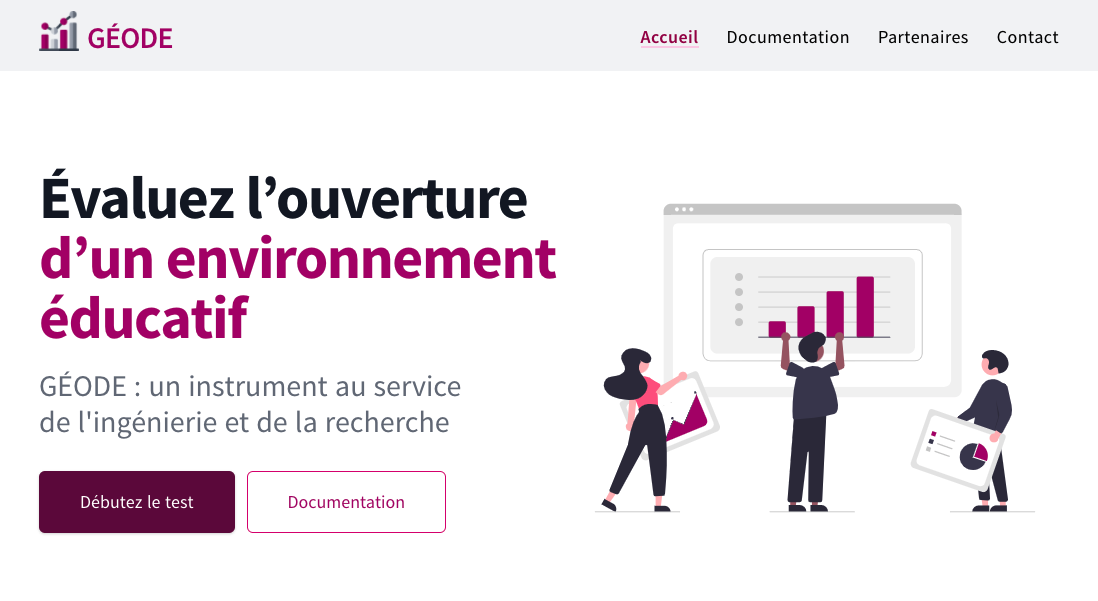 GÉODE
Accueil
Documentation
Partenaires
Contact
Évaluez l’ouverture
d’un environnement
éducatif
GÉODE : un instrument au service
de l'ingénierie et de la recherche
Débutez le test
Documentation